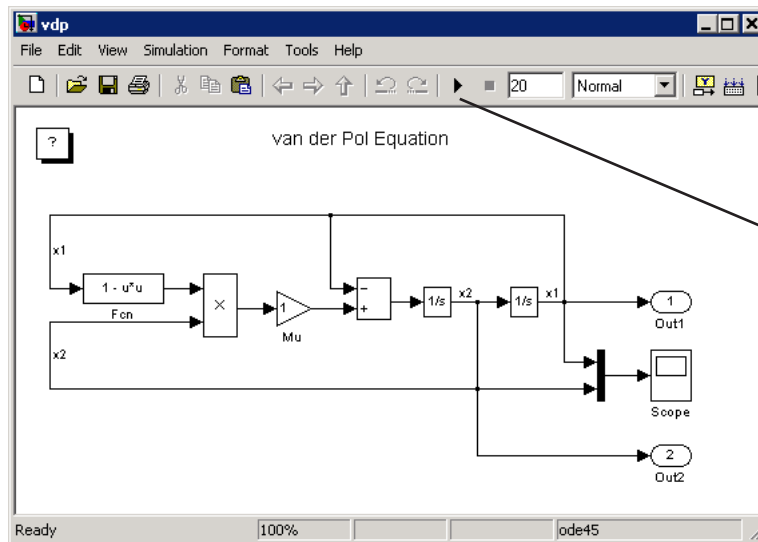 vdp
File Edit View Simulation Format Tools Help
20 Normal
?
van der Pol Equation
x1
1 - u*u
Fcn
×
1
Mu
−
+
1/s
x2
1/s
x1
1
Out1
x2
Scope
2
Out2
Ready 100% ode45